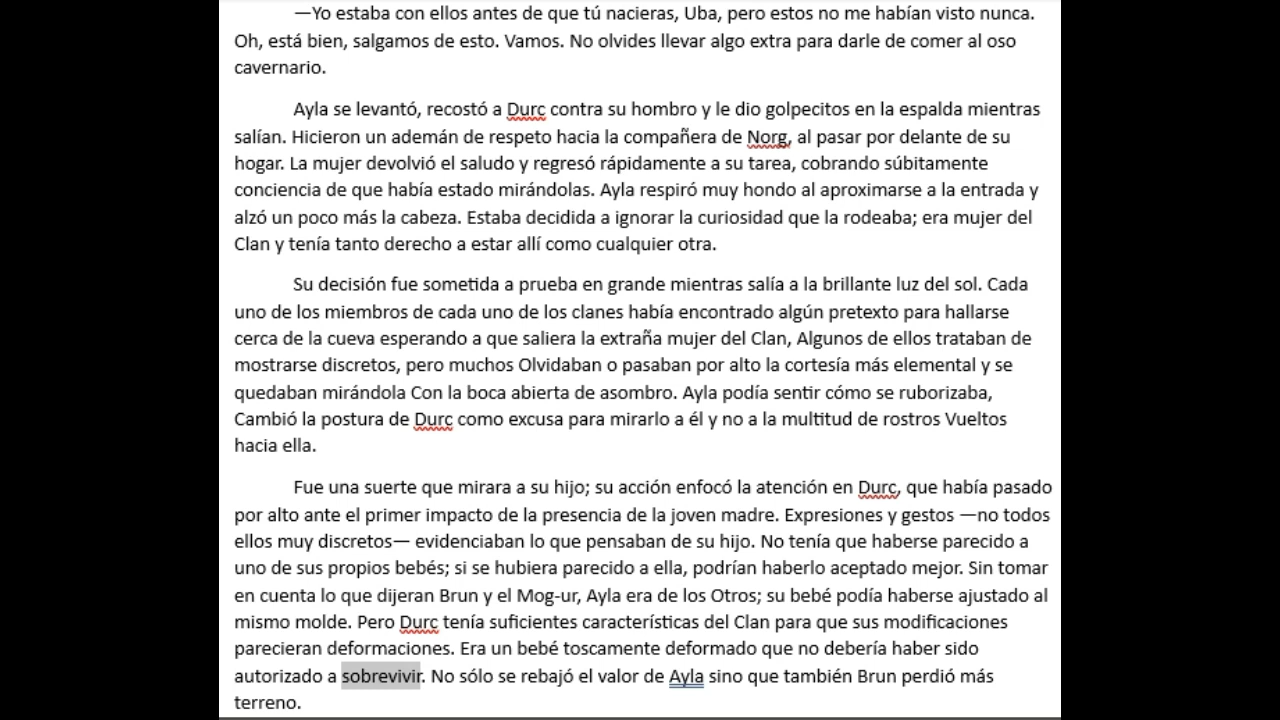 —Yo estaba con ellos antes de que tú nacieras, Uba, pero estos no me habían visto nunca.
Oh, está bien, salgamos de esto. Vamos. No olvides llevar algo extra para darle de comer al oso
cavernario.
Ayla se levantó, recostó a Durc contra su hombro y le dio golpecitos en la espalda mientras
salían. Hicieron un ademán de respeto hacia la compañera de Norg, al pasar por delante de su
hogar. La mujer devolvió el saludo y regresó rápidamente a su tarea, cobrando súbitamente
conciencia de que había estado mirándolas. Ayla respiró muy hondo al aproximarse a la entrada y
alzó un poco más la cabeza. Estaba decidida a ignorar la curiosidad que la rodeaba; era mujer del
Clan y tenía tanto derecho a estar allí como cualquier otra.
Su decisión fue sometida a prueba en grande mientras salía a la brillante luz del sol. Cada
uno de los miembros de cada uno de los clanes había encontrado algún pretexto para hallarse
cerca de la cueva esperando a que saliera la extraña mujer del Clan, Algunos de ellos trataban de
mostrarse discretos, pero muchos Olvidaban o pasaban por alto la cortesía más elemental y se
quedaban mirándola Con la boca abierta de asombro. Ayla podía sentir cómo se ruborizaba,
Cambió la postura de Durc como excusa para mirarlo a él y no a la multitud de rostros Vueltos
hacia ella.
Fue una suerte que mirara a su hijo; su acción enfocó la atención en Durc, que había pasado
por alto ante el primer impacto de la presencia de la joven madre. Expresiones y gestos —no todos
ellos muy discretos— evidenciaban lo que pensaban de su hijo. No tenía que haberse parecido a
uno de sus propios bebés; si se hubiera parecido a ella, podrían haberlo aceptado mejor. Sin tomar
en cuenta lo que dijeran Brun y el Mog-ur, Ayla era de los Otros; su bebé podía haberse ajustado al
mismo molde. Pero Durc tenía suficientes características del Clan para que sus modificaciones
parecieran deformaciones. Era un bebé toscamente deformado que no debería haber sido
autorizado a sobrevivir. No sólo se rebajó el valor de Ayla sino que también Brun perdió más
terreno.